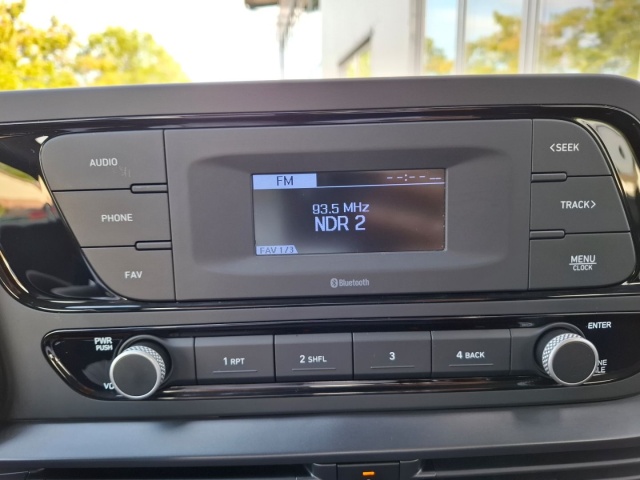 AUDIO
PHONE
FAV
FM
--:--
93.5 MHz
NDR 2
FAV 1/3
Bluetooth
<SEEK
TRACK>
MENU
CLOCK
PWR
PUSH
1 RPT
2 SHFL
3
4 BACK
ENTER